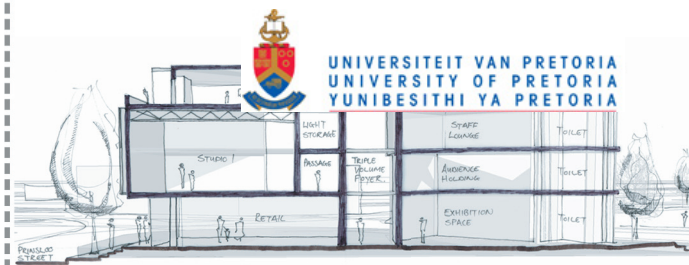 UNIVERSITEIT VAN PRETORIA
UNIVERSITY OF PRETORIA
YUNIBESITHI YA PRETORIA
LIGHT
STORAGE
STAFF
LOUNGE
TOILET
STUDIO 1
PASSAGE
TRIPLE
VOLUME
FOYER.
AUDIENCE
HOLDING
TOILET
RETAIL
EXHIBITION
SPACE
TOILET
PRINSLOO
STREET